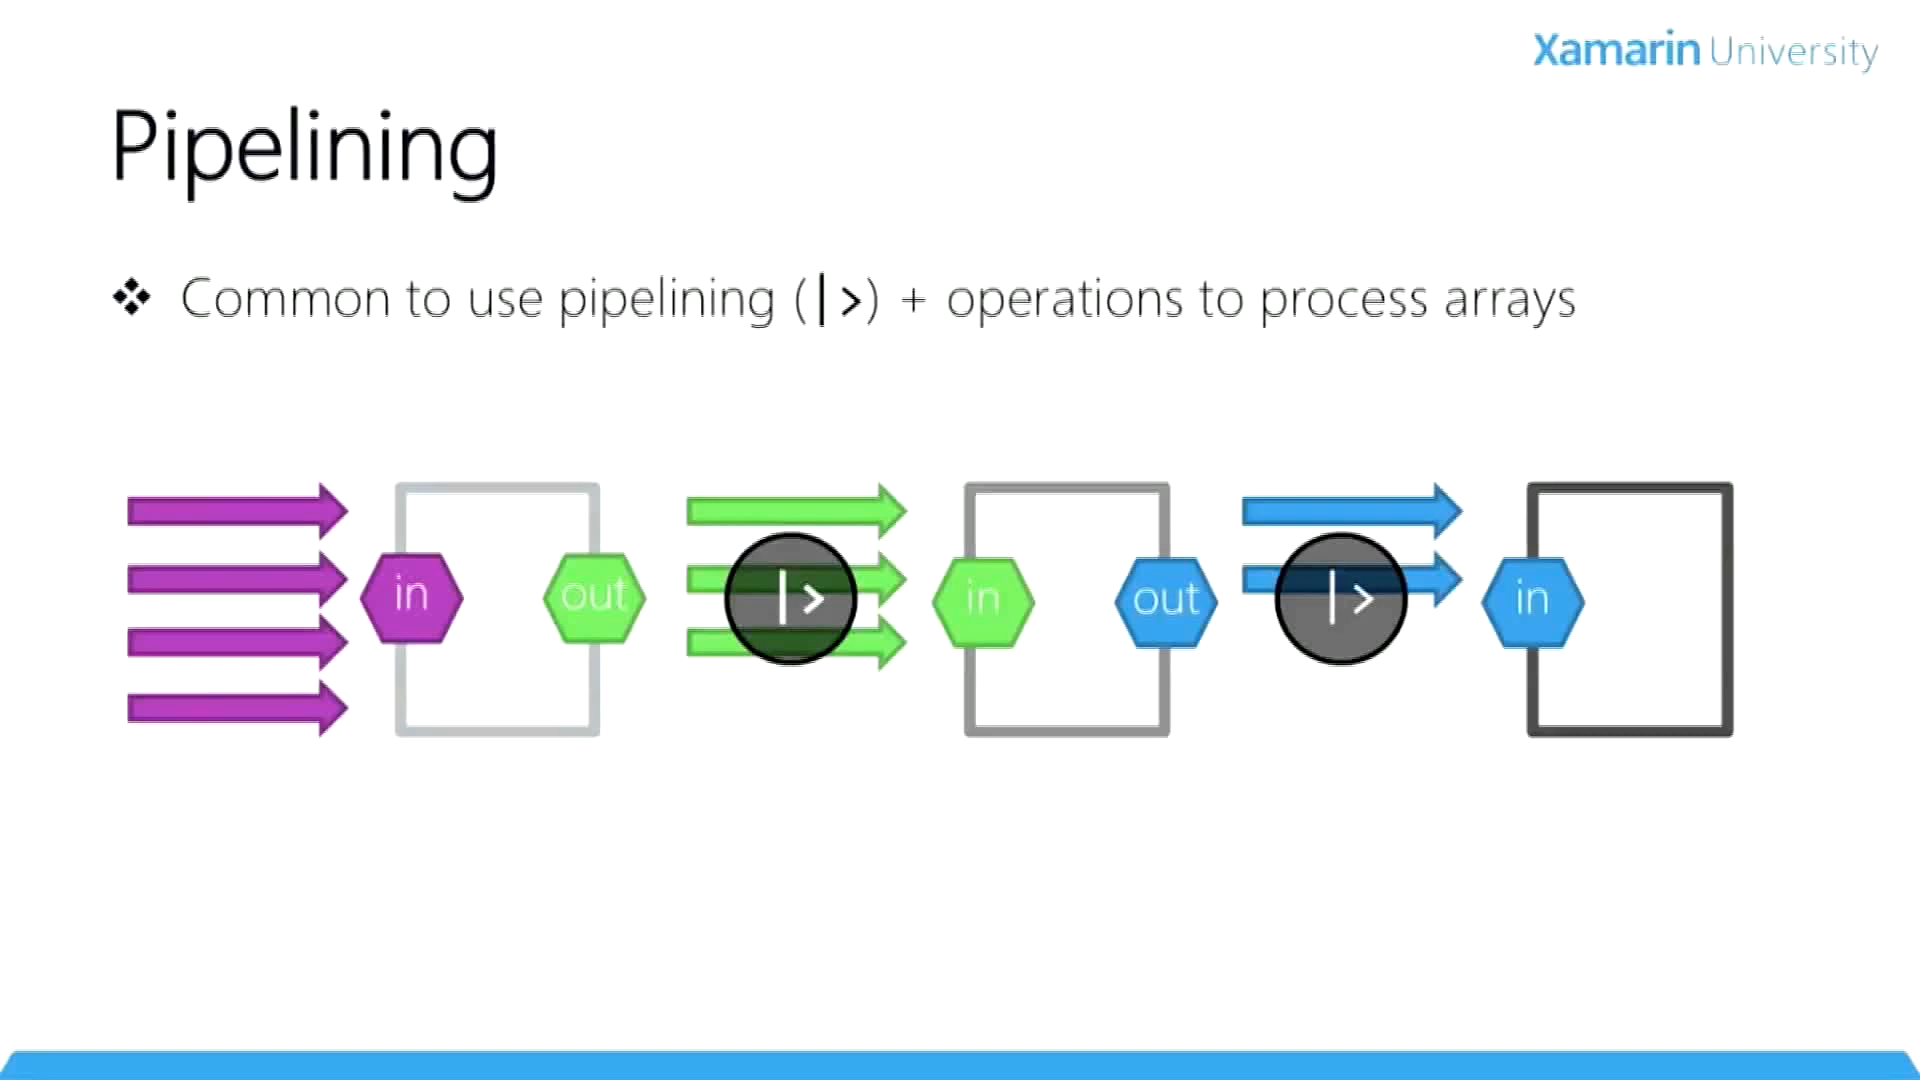 Xamarin University
Pipelining
❖ Common to use pipelining (|>) + operations to process arrays
in out |> in out |> in